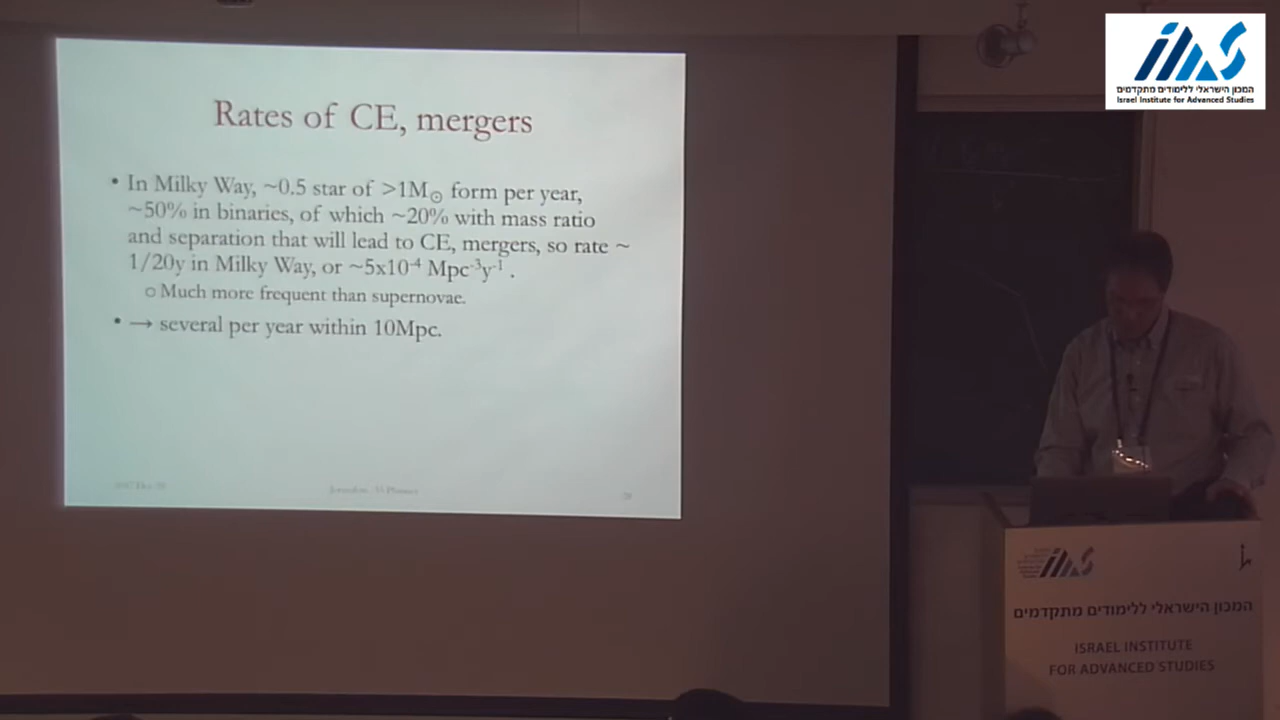 המכון הישראלי ללימודים מתקדמים
Israel Institute for Advanced Studies
Rates of CE, mergers
• In Milky Way, ~0.5 star of >1M☉ form per year,
~50% in binaries, of which ~20% with mass ratio
and separation that will lead to CE, mergers, so rate ~
1/20y in Milky Way, or ~5x10⁻⁴ Mpc⁻³y⁻¹ .
o Much more frequent than supernovae.
• → several per year within 10Mpc.
המכון הישראלי ללימודים מתקדמים
ISRAEL INSTITUTE
FOR ADVANCED STUDIES